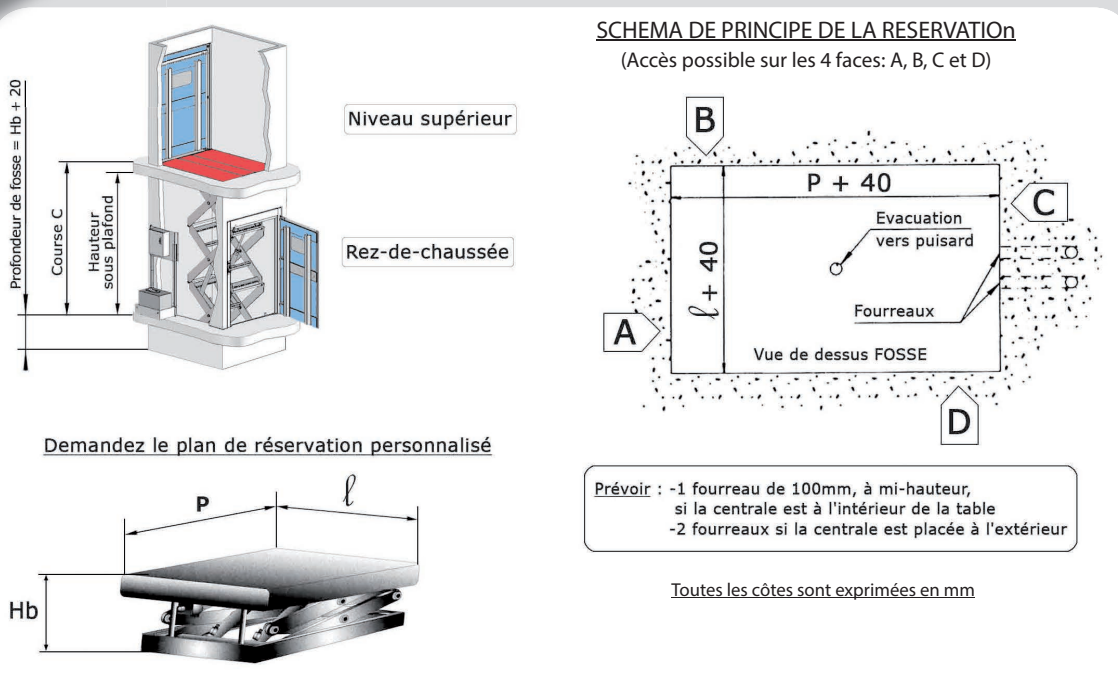 Profondeur de fosse = Hb + 20
Course C
Hauteur
sous plafond
Niveau supérieur
Rez-de-chaussée
Demandez le plan de réservation personnalisé
P
ℓ
Hb
SCHEMA DE PRINCIPE DE LA RESERVATIOn
(Accès possible sur les 4 faces: A, B, C et D)
B
P + 40
C
Evacuation
vers puisard
ℓ + 40
Fourreaux
A
Vue de dessus FOSSE
D
Prévoir : -1 fourreau de 100mm, à mi-hauteur,
si la centrale est à l'intérieur de la table
-2 fourreaux si la centrale est placée à l'extérieur
Toutes les côtes sont exprimées en mm